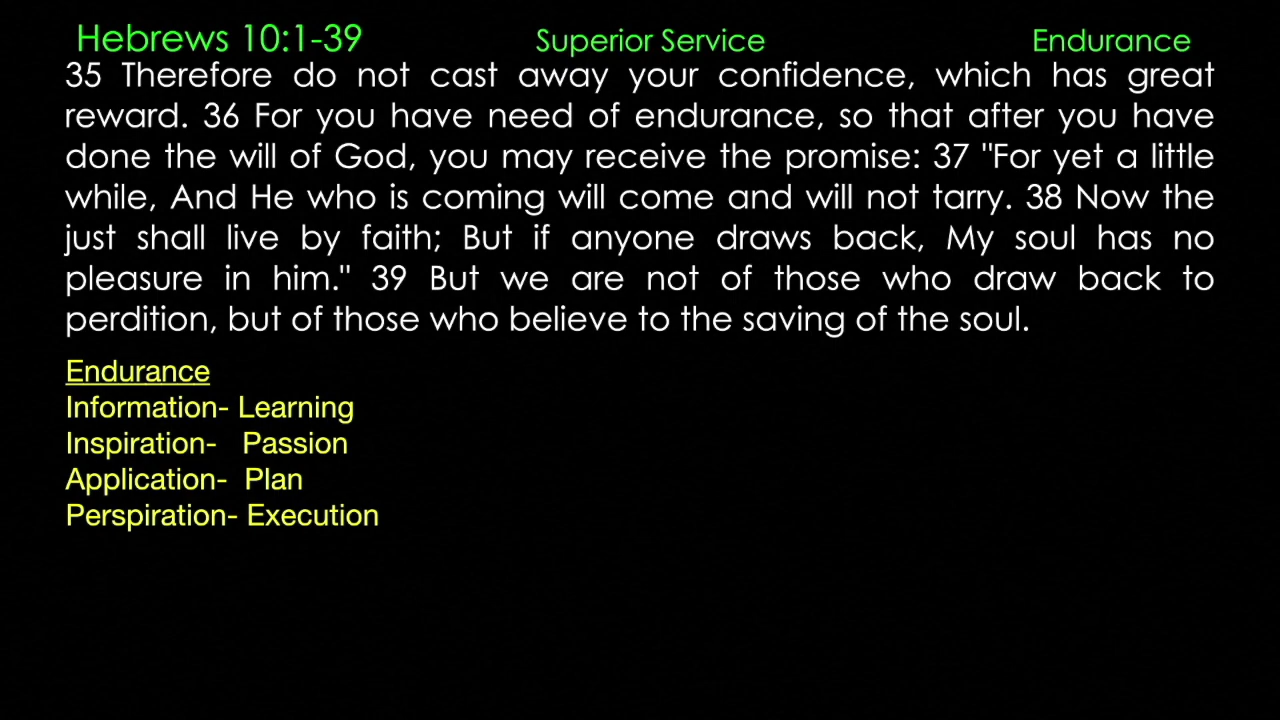 Hebrews 10:1-39 Superior Service Endurance
35 Therefore do not cast away your confidence, which has great
reward. 36 For you have need of endurance, so that after you have
done the will of God, you may receive the promise: 37 "For yet a little
while, And He who is coming will come and will not tarry. 38 Now the
just shall live by faith; But if anyone draws back, My soul has no
pleasure in him." 39 But we are not of those who draw back to
perdition, but of those who believe to the saving of the soul.
Endurance
Information- Learning
Inspiration- Passion
Application- Plan
Perspiration- Execution